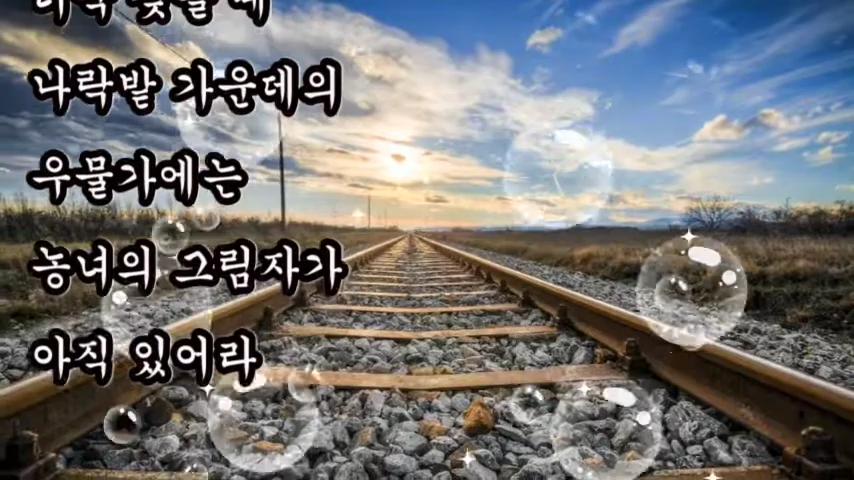 나락밭 가운데의
우물가에는
농녀의 그림자가
아직 있어라